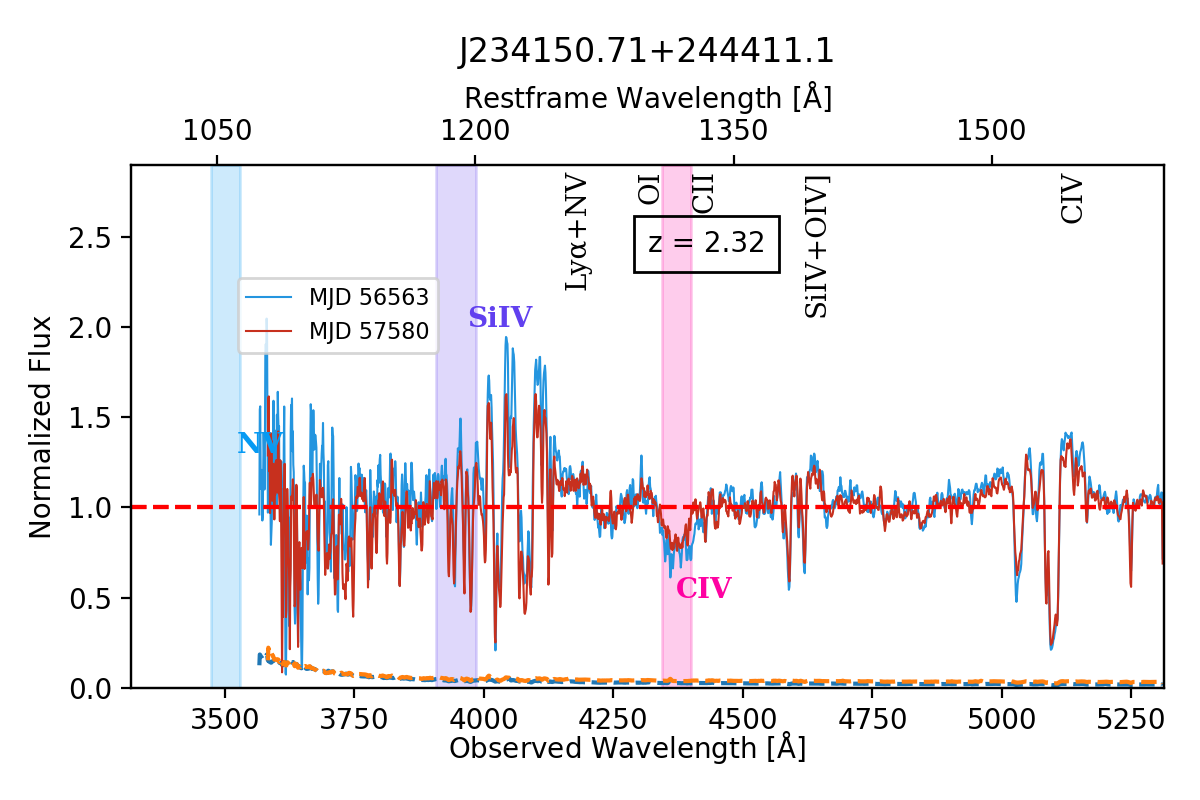 J234150.71+244411.1
Restframe Wavelength [Å]
1050 1200 1350 1500
Lyα+NV
OI
CII
SiIV+OIV]
CIV
z = 2.32
MJD 56563
MJD 57580
SiIV
NV
CIV
Normalized Flux
2.5
2.0
1.5
1.0
0.5
0.0
3500 3750 4000 4250 4500 4750 5000 5250
Observed Wavelength [Å]